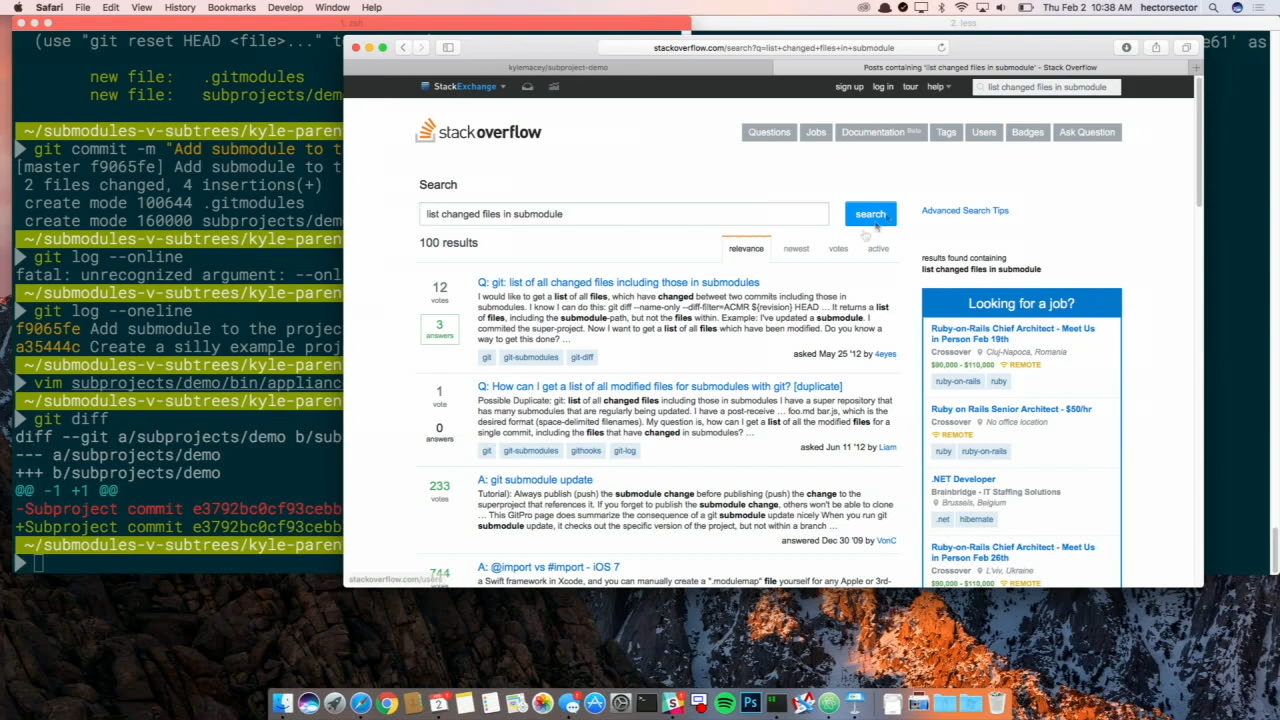 Safari File Edit View History Bookmarks Develop Window Help
Thu Feb 2 10:38 AM hectorsector
1. zsh
2. less
(use "git reset HEAD <file>..." t
e61' as
new file: .gitmodules
new file: subprojects/dem
~/submodules-v-subtrees/kyle-paren
git commit -m "Add submodule to t
[master f9065fe] Add submodule to t
2 files changed, 4 insertions(+)
create mode 100644 .gitmodules
create mode 160000 subprojects/dem
~/submodules-v-subtrees/kyle-paren
git log --online
fatal: unrecognized argument: --onl
~/submodules-v-subtrees/kyle-paren
git log --oneline
f9065fe Add Submodule to the projec
a35444c Create a silly example proj
~/submodules-v-subtrees/kyle-paren
vim subprojects/demo/bin/applianc
~/submodules-v-subtrees/kyle-paren
git diff
diff --git a/subprojects/demo b/sub
--- a/subprojects/demo
+++ b/subprojects/demo
@@ -1 +1 @@
-Subproject commit e3792bc0cf93cebb
+Subproject commit e3792bc0cf93cebb
~/submodules-v-subtrees/kyle-paren
stackoverflow.com/search?q=list+changed+files+in+submodule
kylemacey/subproject-demo
Posts containing 'list changed files in submodule' - Stack Overflow
StackExchange
sign up log in tour help
list changed files in submodule
stackoverflow
Questions Jobs Documentation Beta Tags Users Badges Ask Question
Search
list changed files in submodule
search
Advanced Search Tips
100 results
relevance newest votes active
results found containing
list changed files in submodule
12
votes
3
answers
Q: git: list of all changed files including those in submodules
I would like to get a list of all files, which have changed betweet two commits including those in
submodules. I know I can do this: git diff --name-only --diff-filter=ACMR ${revision} HEAD ... It returns a list
of files, including the submodule-path, but not the files within. Example: I've updated a submodule. I
commited the super-project. Now I want to get a list of all files which have been modified. Do you know a
way to get this done? ...
git git-submodules git-diff
asked May 25 '12 by 4eyes
1
vote
0
answers
Q: How can I get a list of all modified files for submodules with git? [duplicate]
Possible Duplicate: git: list of all changed files including those in submodules I have a super repository that
has many submodules that are regularly being updated. I have a post-receive ... foo.md bar.js, which is the
desired format (space-delimited filenames). My question is, how can I get a list of all the modified files for a
single commit, including the files that have changed in submodules? ...
git git-submodules githooks git-log
asked Jun 11 '12 by Liam
233
votes
A: git submodule update
Tutorial): Always publish (push) the submodule change before publishing (push) the change to the
superproject that references it. If you forget to publish the submodule change, others won't be able to clone
... This GitPro page does summarize the consequence of a git submodule update nicely When you run git
submodule update, it checks out the specific version of the project, but not within a branch ...
answered Dec 30 '09 by VonC
744
votes
A: @import vs #import - iOS 7
a Swift framework in Xcode, and you can manually create a ".modulemap" file yourself for any Apple or 3rd-
stackoverflow.com/users
Looking for a job?
Ruby-on-Rails Chief Architect - Meet Us
in Person Feb 19th
Crossover Cluj-Napoca, Romania
$90,000 - $110,000 REMOTE
ruby-on-rails ruby
Ruby on Rails Senior Architect - $50/hr
Crossover No office location
REMOTE
ruby ruby-on-rails
.NET Developer
Brainbridge - IT Staffing Solutions
Brussels, Belgium
.net hibernate
Ruby-on-Rails Chief Architect - Meet Us
in Person Feb 26th
Crossover L'viv, Ukraine
$90,000 - $110,000 REMOTE